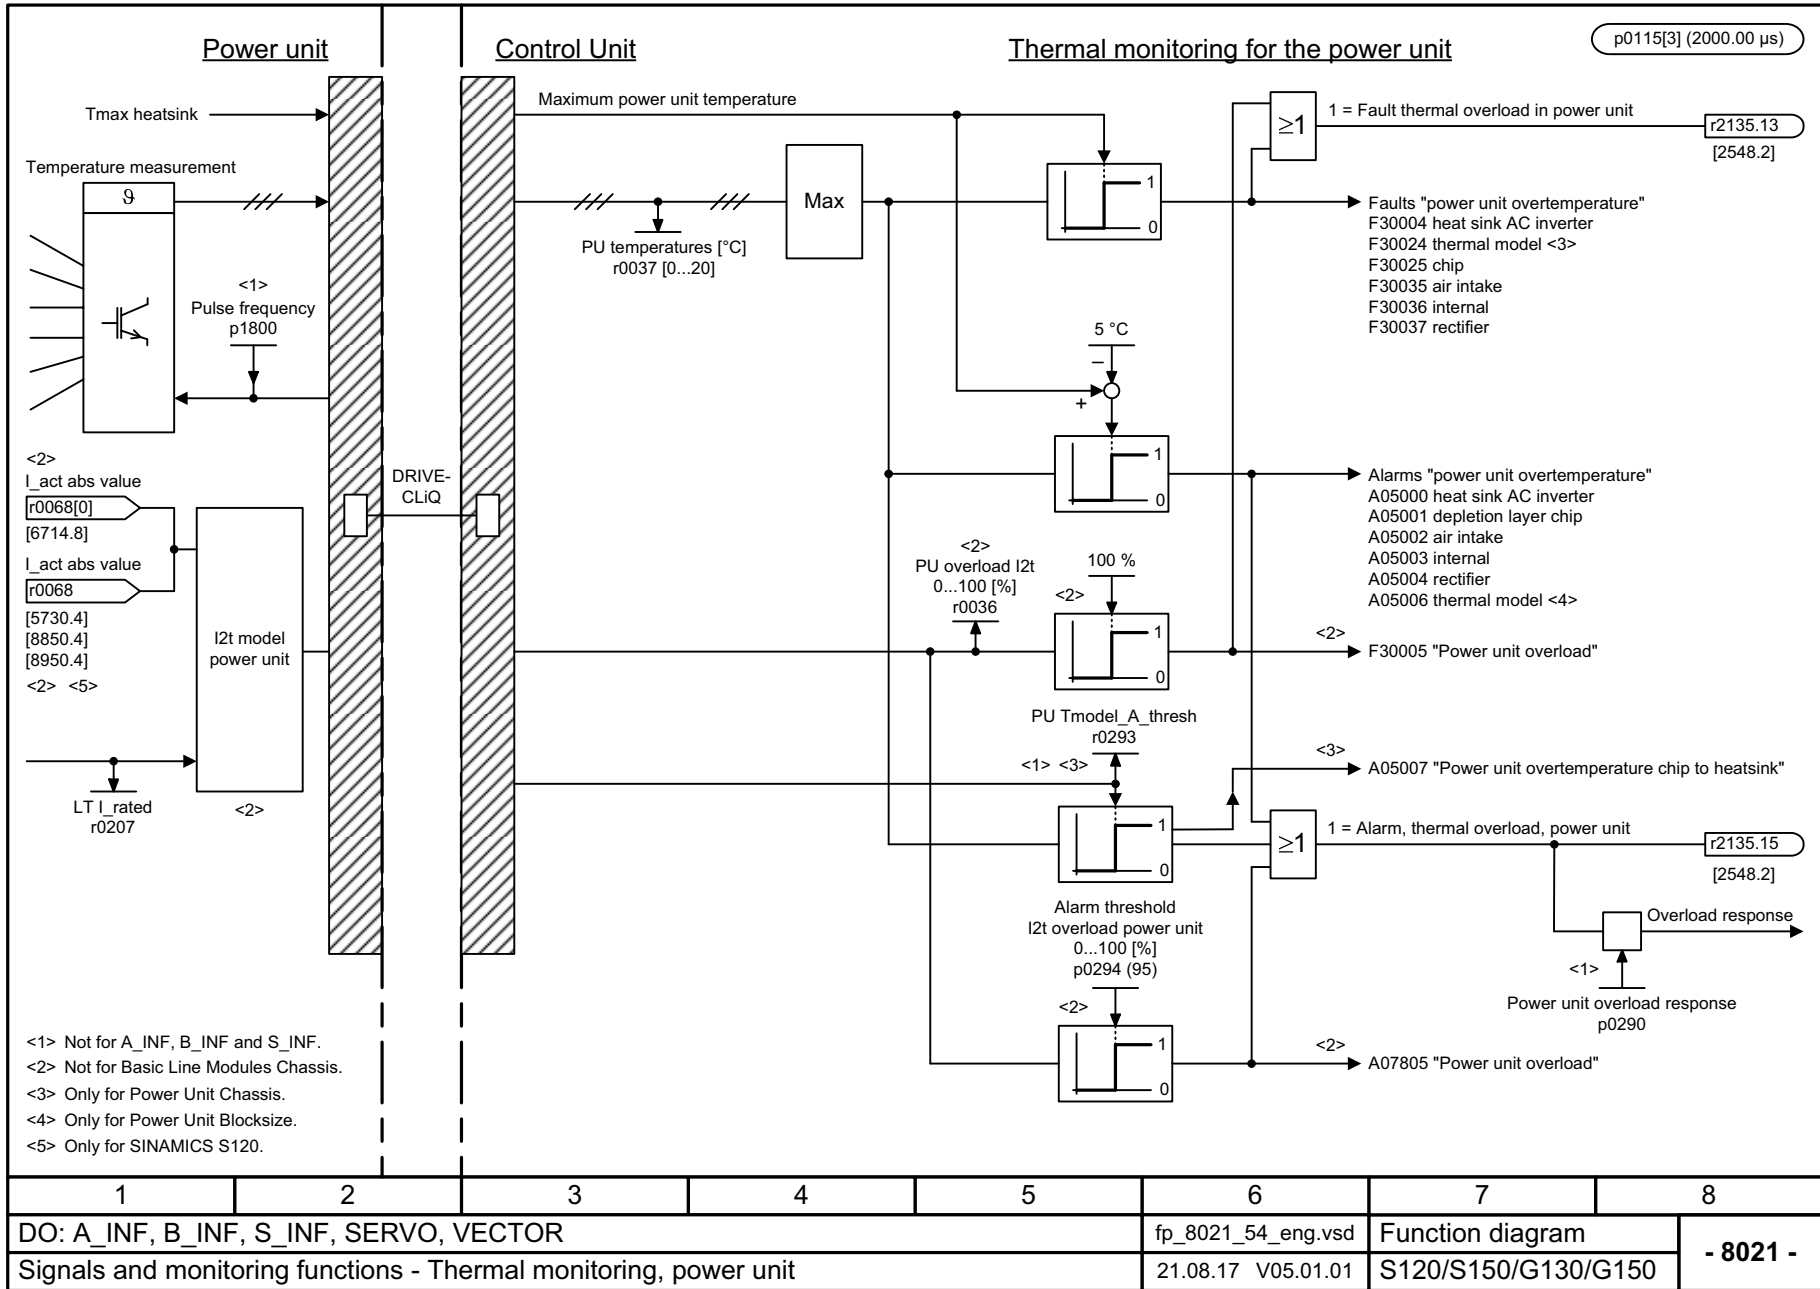 Power unit
Control Unit
Thermal monitoring for the power unit
p0115[3] (2000.00 µs)
Tmax heatsink
Maximum power unit temperature
≥1
1 = Fault thermal overload in power unit
r2135.13
[2548.2]
Temperature measurement
ϑ
Max
1
0
PU temperatures [°C]
r0037 [0...20]
Faults "power unit overtemperature"
F30004 heat sink AC inverter
F30024 thermal model <3>
F30025 chip
F30035 air intake
F30036 internal
F30037 rectifier
<1>
Pulse frequency
p1800
5 °C
–
+
<2>
I_act abs value
r0068[0]
[6714.8]
I_act abs value
r0068
[5730.4]
[8850.4]
[8950.4]
<2> <5>
I2t model
power unit
<2>
LT I_rated
r0207
DRIVE-
CLiQ
1
0
Alarms "power unit overtemperature"
A05000 heat sink AC inverter
A05001 depletion layer chip
A05002 air intake
A05003 internal
A05004 rectifier
A05006 thermal model <4>
<2>
PU overload I2t
0...100 [%]
r0036
100 %
<2>
1
0
<2>
F30005 "Power unit overload"
PU Tmodel_A_thresh
r0293
<1> <3>
1
0
<3>
A05007 "Power unit overtemperature chip to heatsink"
≥1
1 = Alarm, thermal overload, power unit
r2135.15
[2548.2]
Overload response
<1>
Power unit overload response
p0290
Alarm threshold
I2t overload power unit
0...100 [%]
p0294 (95)
<2>
1
0
<2>
A07805 "Power unit overload"
<1> Not for A_INF, B_INF and S_INF.
<2> Not for Basic Line Modules Chassis.
<3> Only for Power Unit Chassis.
<4> Only for Power Unit Blocksize.
<5> Only for SINAMICS S120.
1 2 3 4 5 6 7 8
DO: A_INF, B_INF, S_INF, SERVO, VECTOR
fp_8021_54_eng.vsd
Function diagram
- 8021 -
Signals and monitoring functions - Thermal monitoring, power unit
21.08.17 V05.01.01
S120/S150/G130/G150